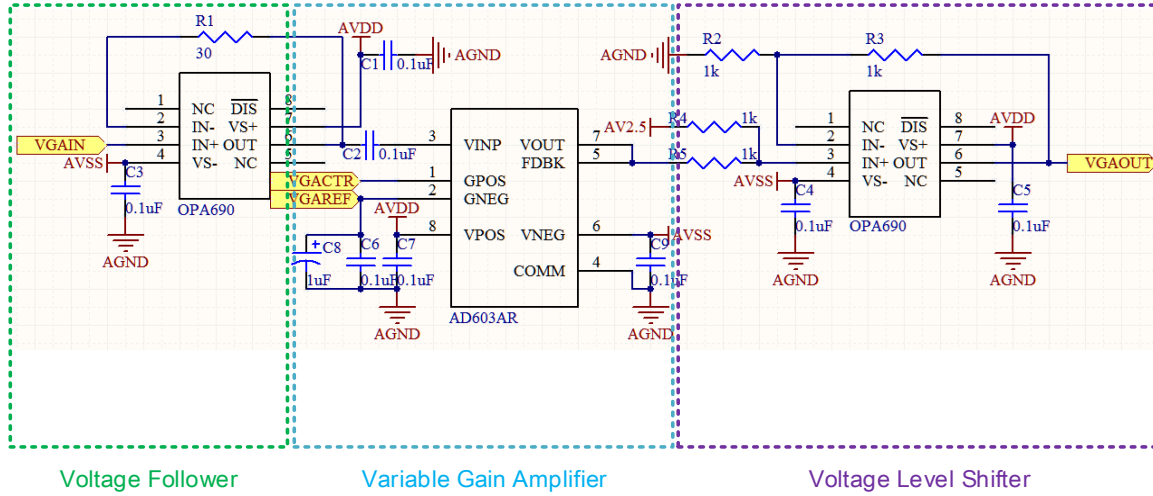 R1
30
AVDD
C1
0.1uF
AGND
1
NC
DIS
8
2
IN-
VS+
7
VGAIN
3
IN+
OUT
6
AVSS
4
VS-
NC
5
C3
0.1uF
OPA690
AGND
C2
0.1uF
VGACTR
VGAREF
AVDD
C8
1uF
C6
0.1uF
C7
0.1uF
AGND
3
VINP
VOUT
7
FDBK
5
1
GPOS
2
GNEG
8
VPOS
VNEG
6
COMM
4
AD603AR
AVSS
C9
0.1uF
AGND
AGND
R2
1k
R3
1k
AV2.5
R4
1k
R5
1k
1
NC
DIS
8
2
IN-
VS+
7
3
IN+
OUT
6
4
VS-
NC
5
AVSS
C4
0.1uF
AGND
OPA690
AVDD
C5
0.1uF
AGND
VGAOUT
Voltage Follower
Variable Gain Amplifier
Voltage Level Shifter